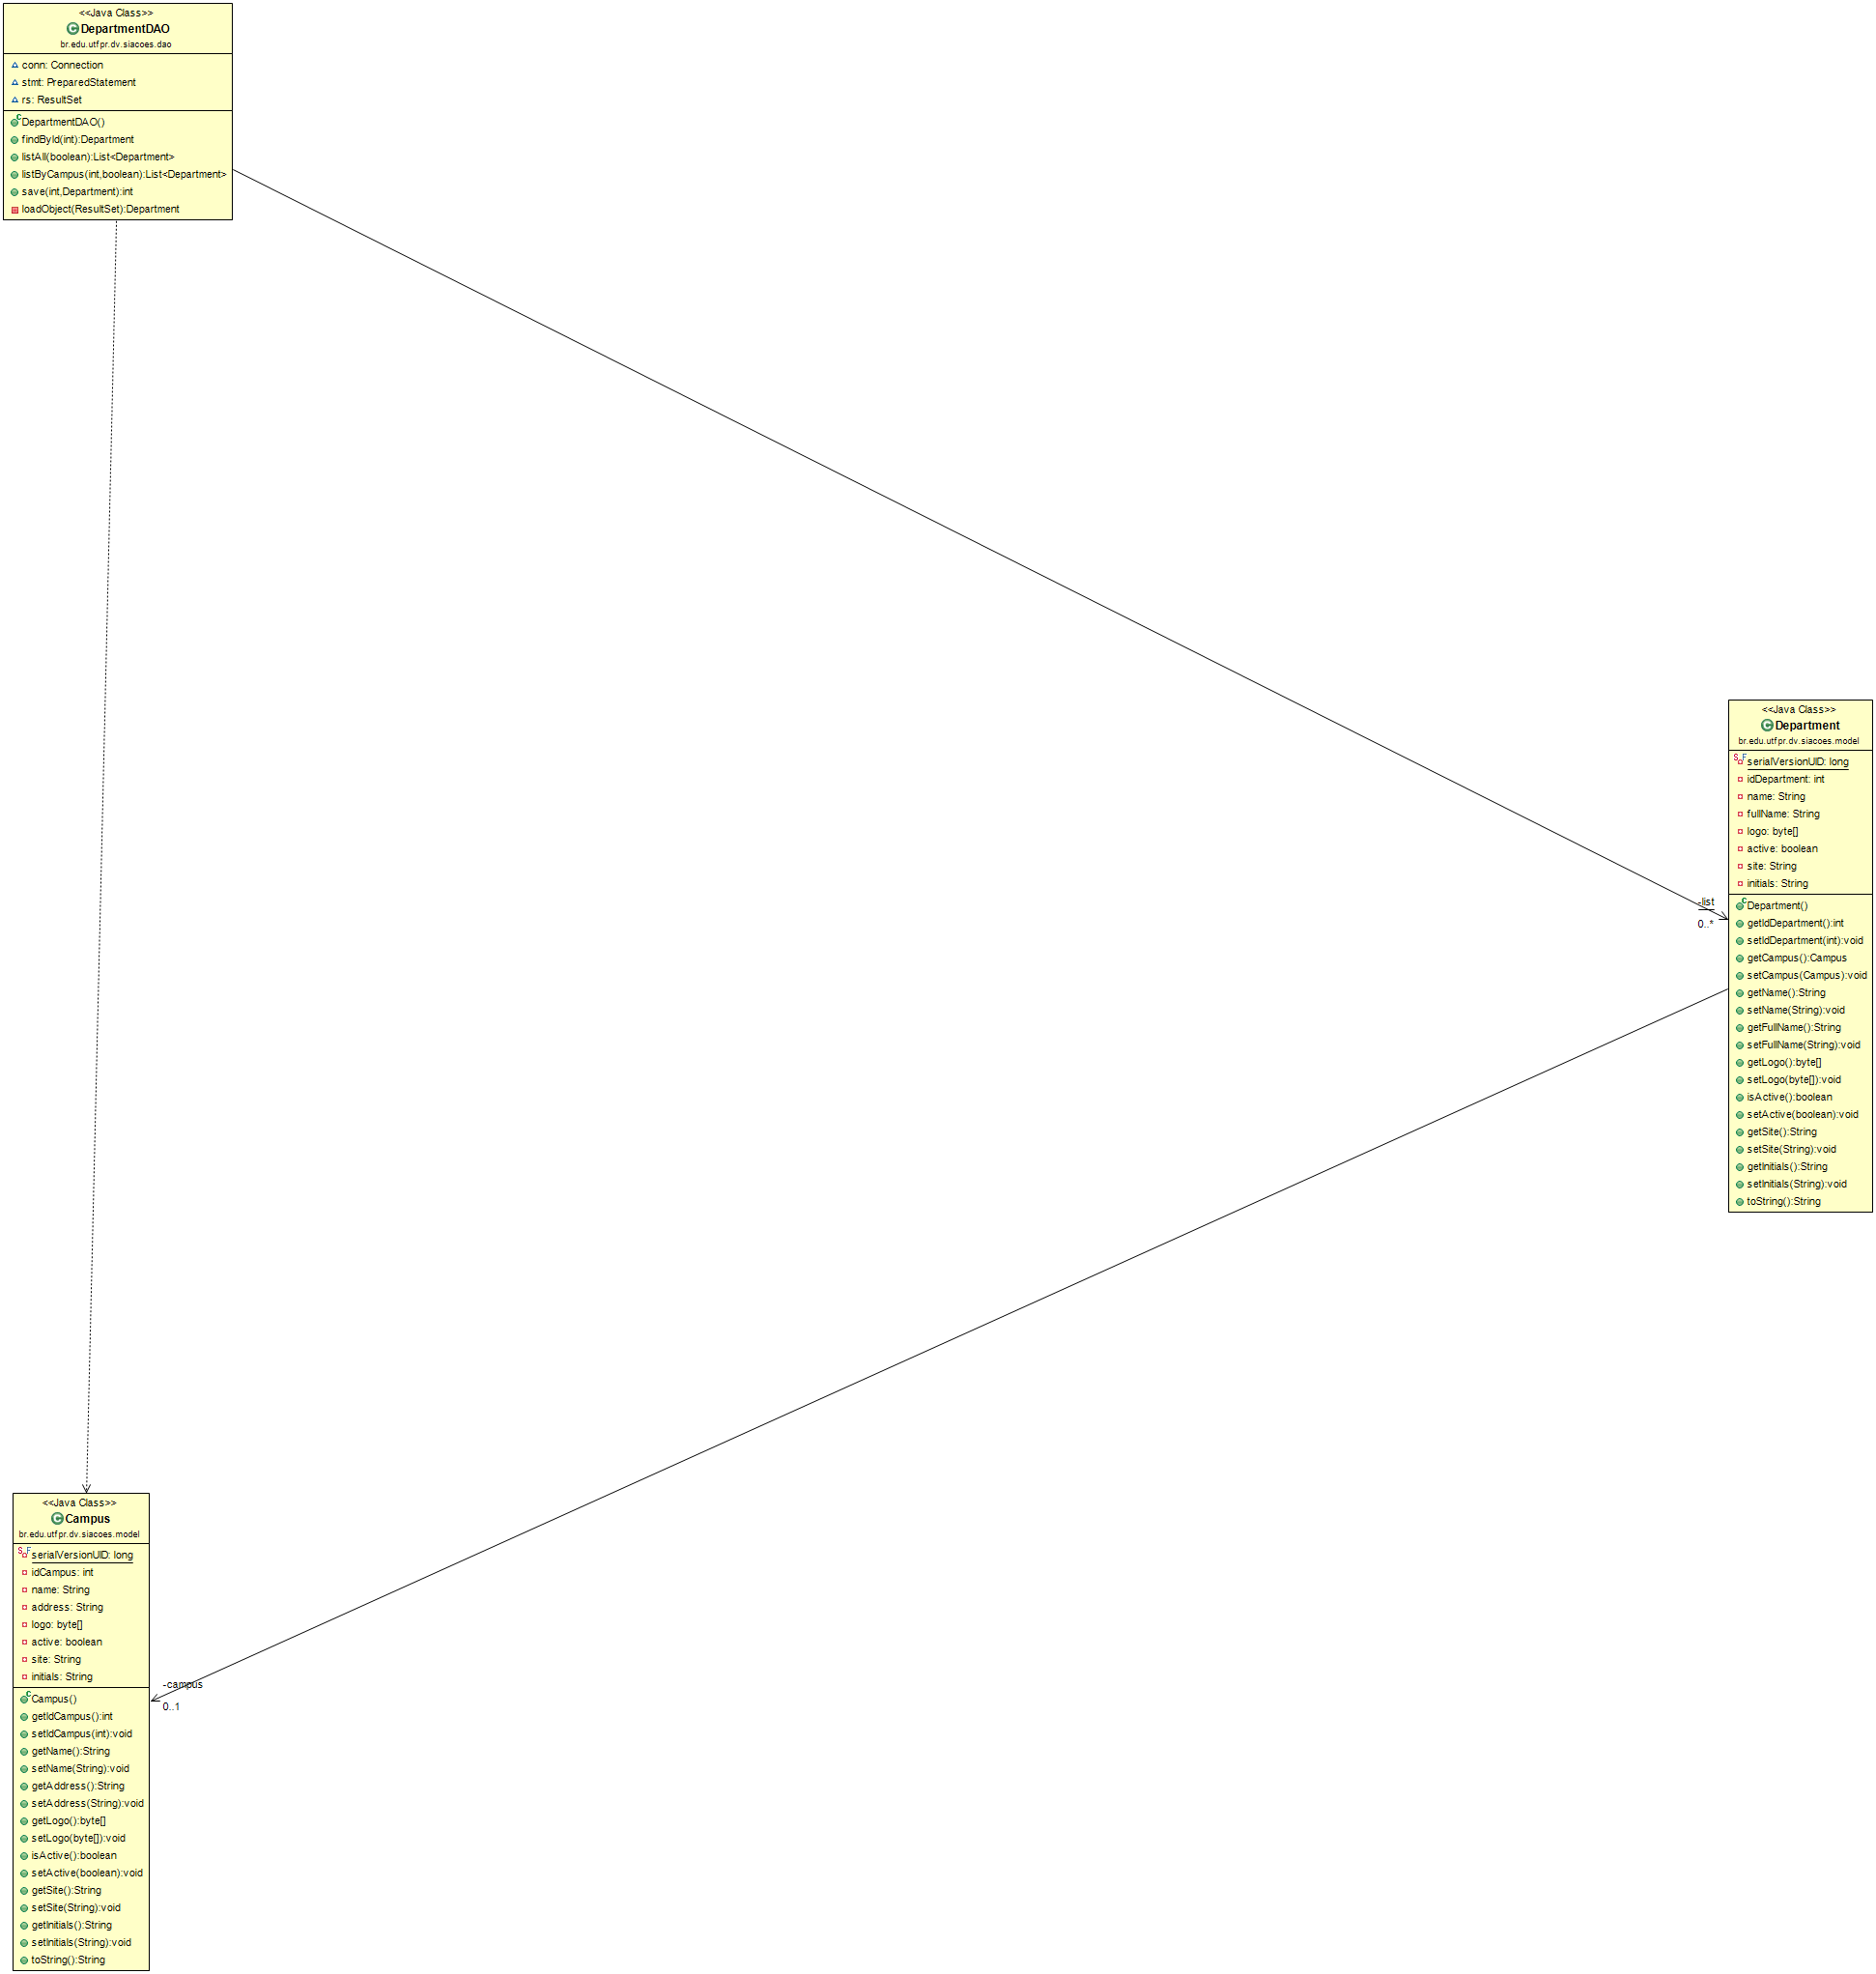 <<Java Class>>
DepartmentDAO
br.edu.utfpr.dv.siacoes.dao
conn: Connection
stmt: PreparedStatement
rs: ResultSet
DepartmentDAO()
findById(int):Department
listAll(boolean):List<Department>
listByCampus(int,boolean):List<Department>
save(int,Department):int
loadObject(ResultSet):Department
<<Java Class>>
Department
br.edu.utfpr.dv.siacoes.model
serialVersionUID: long
idDepartment: int
name: String
fullName: String
logo: byte[]
active: boolean
site: String
initials: String
Department()
getIdDepartment():int
setIdDepartment(int):void
getCampus():Campus
setCampus(Campus):void
getName():String
setName(String):void
getFullName():String
setFullName(String):void
getLogo():byte[]
setLogo(byte[]):void
isActive():boolean
setActive(boolean):void
getSite():String
setSite(String):void
getInitials():String
setInitials(String):void
toString():String
-list
0..*
<<Java Class>>
Campus
br.edu.utfpr.dv.siacoes.model
serialVersionUID: long
idCampus: int
name: String
address: String
logo: byte[]
active: boolean
site: String
initials: String
Campus()
getIdCampus():int
setIdCampus(int):void
getName():String
setName(String):void
getAddress():String
setAddress(String):void
getLogo():byte[]
setLogo(byte[]):void
isActive():boolean
setActive(boolean):void
getSite():String
setSite(String):void
getInitials():String
setInitials(String):void
toString():String
-campus
0..1